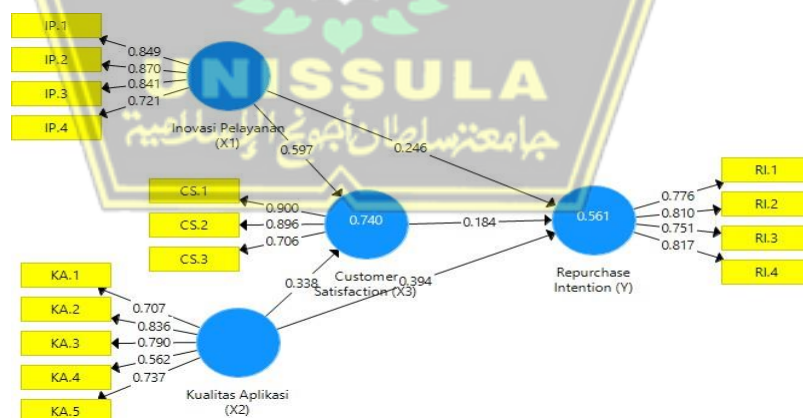 UNISSULA
جامعتسلطان أجونج الإسلامية
IP.1
IP.2
IP.3
IP.4
0.849
0.870
0.841
0.721
Inovasi Pelayanan
(X1)
0.597
0.246
CS.1
CS.2
CS.3
0.900
0.896
0.706
0.740
0.184
Customer
Satisfaction (X3)
0.338
0.394
0.561
Repurchase
Intention (Y)
0.776
0.810
0.751
0.817
RI.1
RI.2
RI.3
RI.4
KA.1
KA.2
KA.3
KA.4
KA.5
0.707
0.836
0.790
0.562
0.737
Kualitas Aplikasi
(X2)